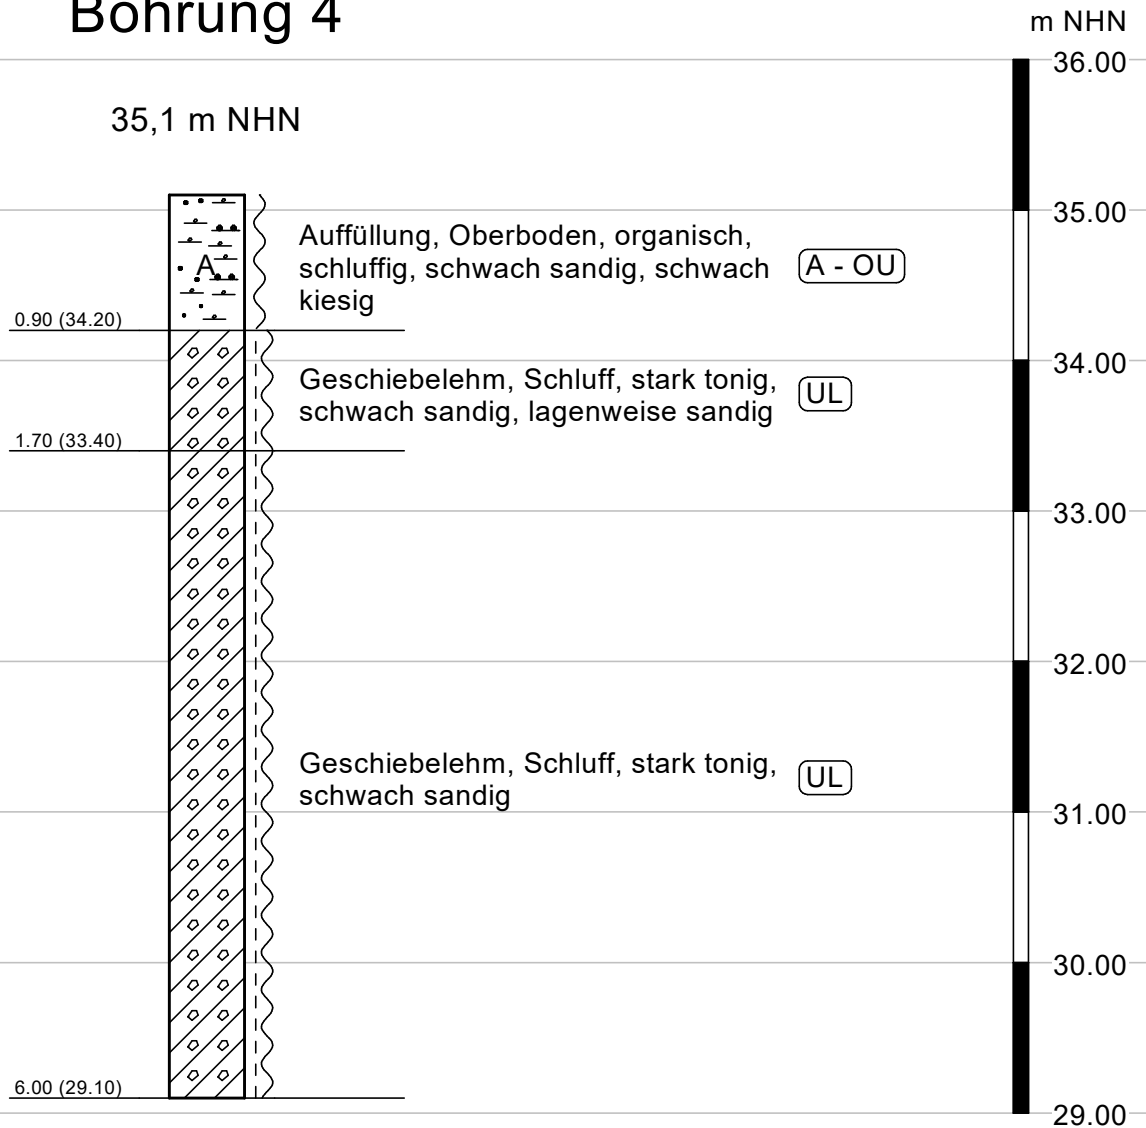 Bohrung 4
m NHN
36.00
35,1 m NHN
35.00
Auffüllung, Oberboden, organisch,
schluffig, schwach sandig, schwach
kiesig
A - OU
A
0.90 (34.20)
34.00
Geschiebelehm, Schluff, stark tonig,
schwach sandig, lagenweise sandig
UL
1.70 (33.40)
33.00
32.00
Geschiebelehm, Schluff, stark tonig,
schwach sandig
UL
31.00
30.00
6.00 (29.10)
29.00